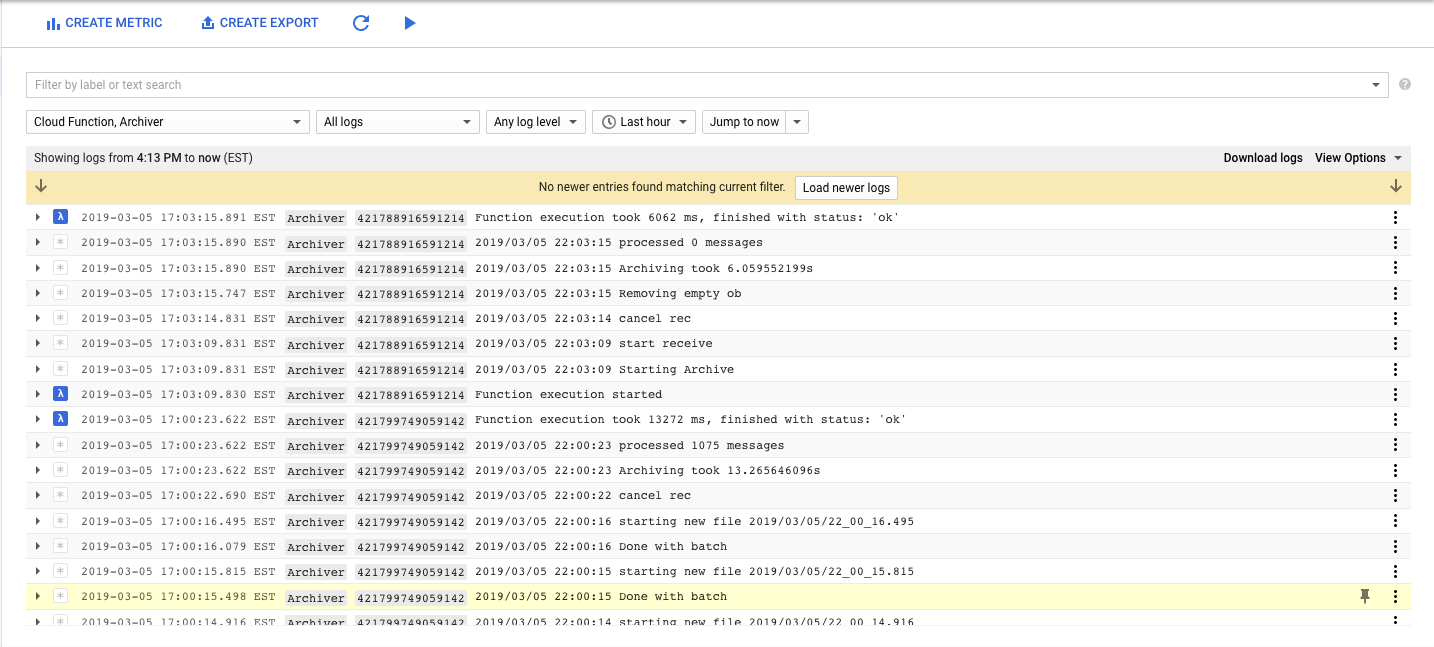 CREATE METRIC CREATE EXPORT
Filter by label or text search ?
Cloud Function, Archiver All logs Any log level Last hour Jump to now
Showing logs from 4:13 PM to now (EST) Download logs View Options
No newer entries found matching current filter. Load newer logs
λ 2019-03-05 17:03:15.891 EST Archiver 421788916591214 Function execution took 6062 ms, finished with status: 'ok'
* 2019-03-05 17:03:15.890 EST Archiver 421788916591214 2019/03/05 22:03:15 processed 0 messages
* 2019-03-05 17:03:15.890 EST Archiver 421788916591214 2019/03/05 22:03:15 Archiving took 6.059552199s
* 2019-03-05 17:03:15.747 EST Archiver 421788916591214 2019/03/05 22:03:15 Removing empty ob
* 2019-03-05 17:03:14.831 EST Archiver 421788916591214 2019/03/05 22:03:14 cancel rec
* 2019-03-05 17:03:09.831 EST Archiver 421788916591214 2019/03/05 22:03:09 start receive
* 2019-03-05 17:03:09.831 EST Archiver 421788916591214 2019/03/05 22:03:09 Starting Archive
λ 2019-03-05 17:03:09.830 EST Archiver 421788916591214 Function execution started
λ 2019-03-05 17:00:23.622 EST Archiver 421799749059142 Function execution took 13272 ms, finished with status: 'ok'
* 2019-03-05 17:00:23.622 EST Archiver 421799749059142 2019/03/05 22:00:23 processed 1075 messages
* 2019-03-05 17:00:23.622 EST Archiver 421799749059142 2019/03/05 22:00:23 Archiving took 13.265646096s
* 2019-03-05 17:00:22.690 EST Archiver 421799749059142 2019/03/05 22:00:22 cancel rec
* 2019-03-05 17:00:16.495 EST Archiver 421799749059142 2019/03/05 22:00:16 starting new file 2019/03/05/22_00_16.495
* 2019-03-05 17:00:16.079 EST Archiver 421799749059142 2019/03/05 22:00:16 Done with batch
* 2019-03-05 17:00:15.815 EST Archiver 421799749059142 2019/03/05 22:00:15 starting new file 2019/03/05/22_00_15.815
* 2019-03-05 17:00:15.498 EST Archiver 421799749059142 2019/03/05 22:00:15 Done with batch
* 2019-03-05 17:00:14.916 EST Archiver 421799749059142 2019/03/05 22:00:14 starting new file 2019/03/05/22_00_14.916